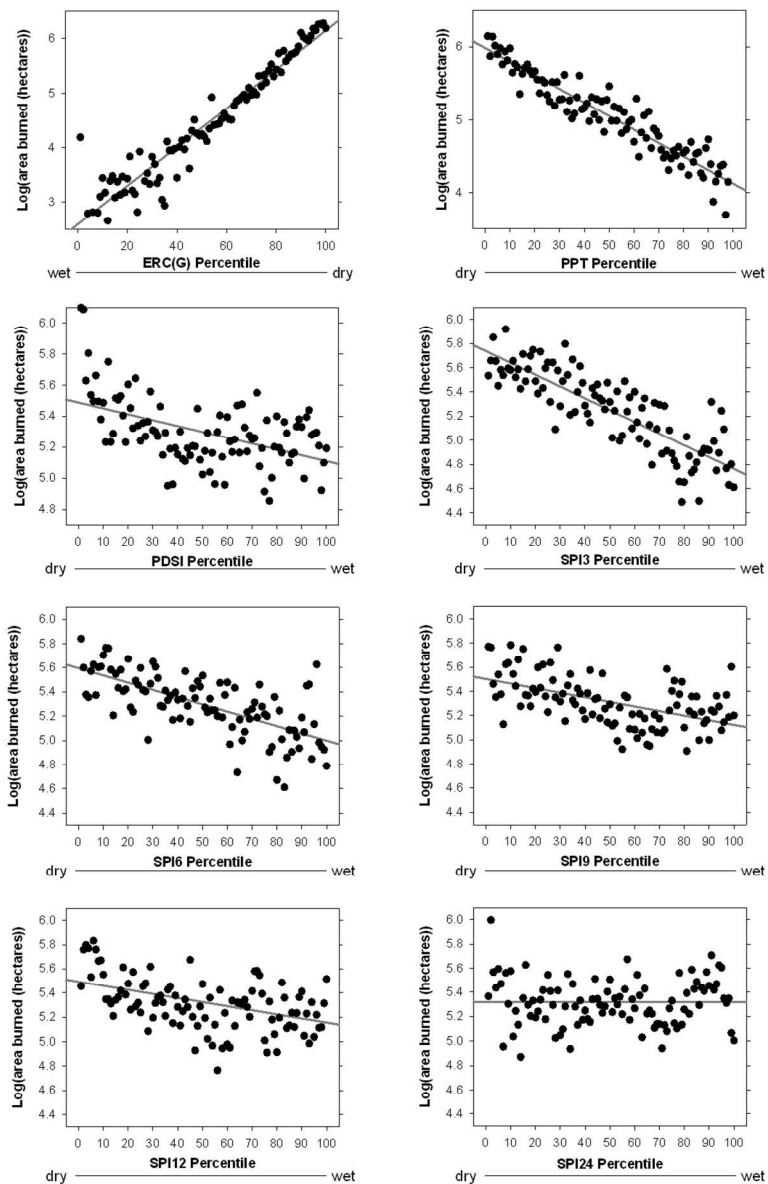 Log(area burned (hectares))
6
5
4
3
0 20 40 60 80 100
ERC(G) Percentile
wet dry
Log(area burned (hectares))
6
5
4
0 10 20 30 40 50 60 70 80 90 100
PPT Percentile
dry wet
Log(area burned (hectares))
6.0
5.8
5.6
5.4
5.2
5.0
4.8
0 10 20 30 40 50 60 70 80 90 100
PDSI Percentile
dry wet
Log(area burned (hectares))
6.0
5.8
5.6
5.4
5.2
5.0
4.8
4.6
4.4
0 10 20 30 40 50 60 70 80 90 100
SPI3 Percentile
dry wet
Log(area burned (hectares))
6.0
5.8
5.6
5.4
5.2
5.0
4.8
4.4
0 10 20 30 40 50 60 70 80 90 100
SPI6 Percentile
dry wet
Log(area burned (hectares))
6.0
5.8
5.6
5.4
5.2
5.0
4.8
4.4
0 10 20 30 40 50 60 70 80 90 100
SPI9 Percentile
dry wet
Log(area burned (hectares))
6.0
5.8
5.6
5.4
5.2
5.0
4.8
4.4
0 10 20 30 40 50 60 70 80 90 100
SPI12 Percentile
dry wet
Log(area burned (hectares))
6.0
5.8
5.6
5.4
5.2
5.0
4.8
4.4
0 10 20 30 40 50 60 70 80 90 100
SPI24 Percentile
dry wet